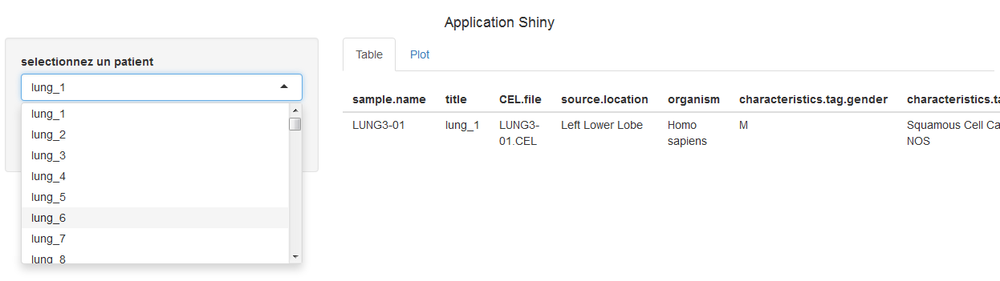 Application Shiny
selectionnez un patient
lung_1
lung_1
lung_2
lung_3
lung_4
lung_5
lung_6
lung_7
lung_8
Table Plot
sample.name title CEL.file source.location organism characteristics.tag.gender characteristics.ta
LUNG3-01 lung_1 LUNG3- Left Lower Lobe Homo M Squamous Cell Ca
01.CEL sapiens NOS